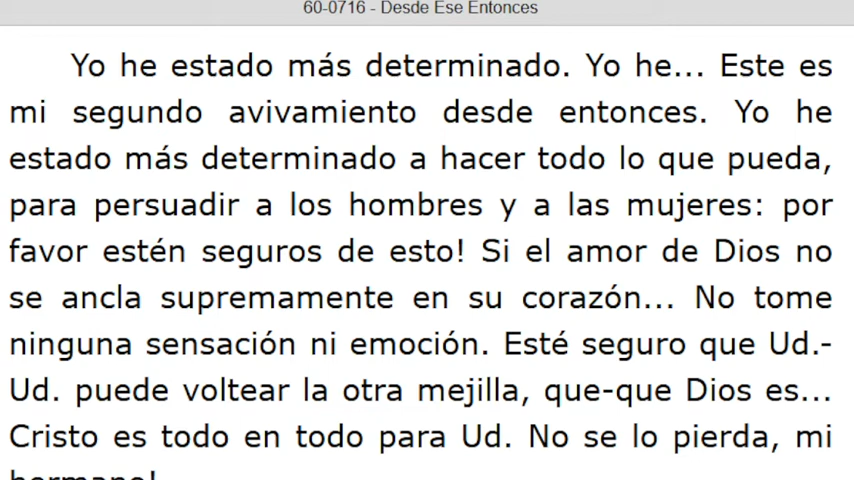 60-0716 - Desde Ese Entonces
Yo he estado más determinado. Yo he... Este es
mi segundo avivamiento desde entonces. Yo he
estado más determinado a hacer todo lo que pueda,
para persuadir a los hombres y a las mujeres: por
favor estén seguros de esto! Si el amor de Dios no
se ancla supremamente en su corazón... No tome
ninguna sensación ni emoción. Esté seguro que Ud.-
Ud. puede voltear la otra mejilla, que-que Dios es...
Cristo es todo en todo para Ud. No se lo pierda, mi
hermano!